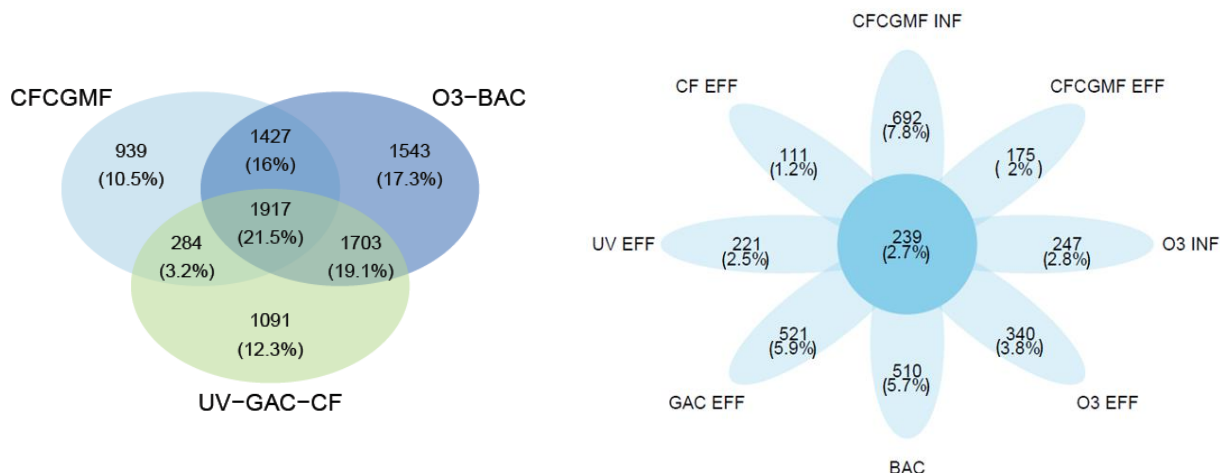 CFCGMF
O3-BAC
939
(10.5%)
1427
(16%)
1543
(17.3%)
1917
(21.5%)
284
(3.2%)
1703
(19.1%)
1091
(12.3%)
UV-GAC-CF
CFCGMF INF
CF EFF
CFCGMF EFF
692
(7.8%)
111
(1.2%)
175
( 2%)
UV EFF
221
(2.5%)
239
(2.7%)
247
(2.8%)
O3 INF
521
(5.9%)
510
(5.7%)
340
(3.8%)
GAC EFF
O3 EFF
BAC